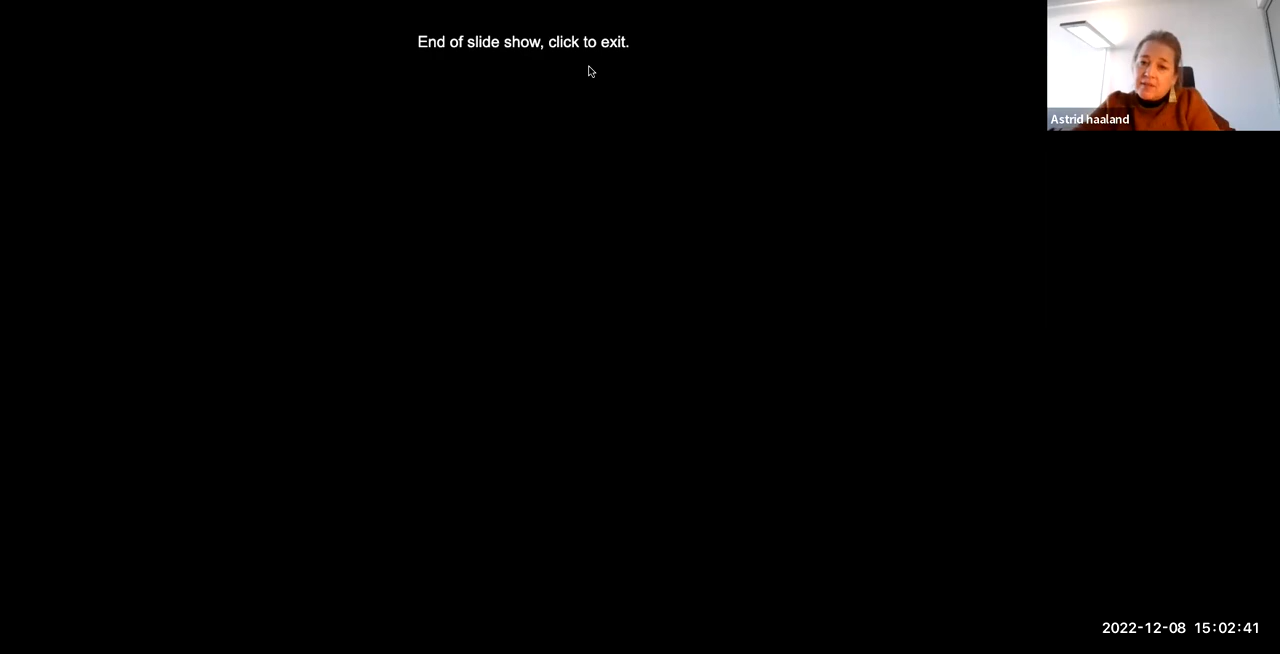 End of slide show, click to exit.
Astrid haaland
2022-12-08 15:02:41